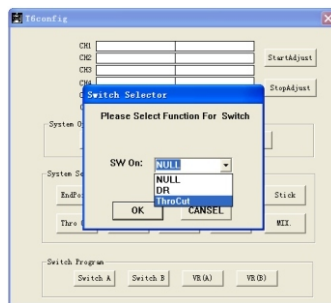 T6config
CH1
CH2
StartAdjust
CH3
CH4
StopAdjust
Switch Selector
Please Select Function For Switch
System
SW On: NULL
NULL
System Se
DR
EndPo
ThroCut
Stick
OK
CANSEL
Thro
MIX.
Switch Program
Switch A
Switch B
VR(A)
VR(B)